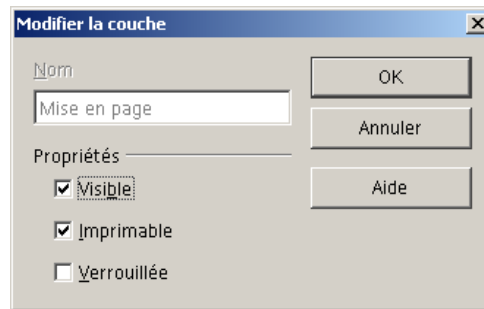 Modifier la couche
Nom
Mise en page
Propriétés
Visible
Imprimable
Verrouillée
OK
Annuler
Aide